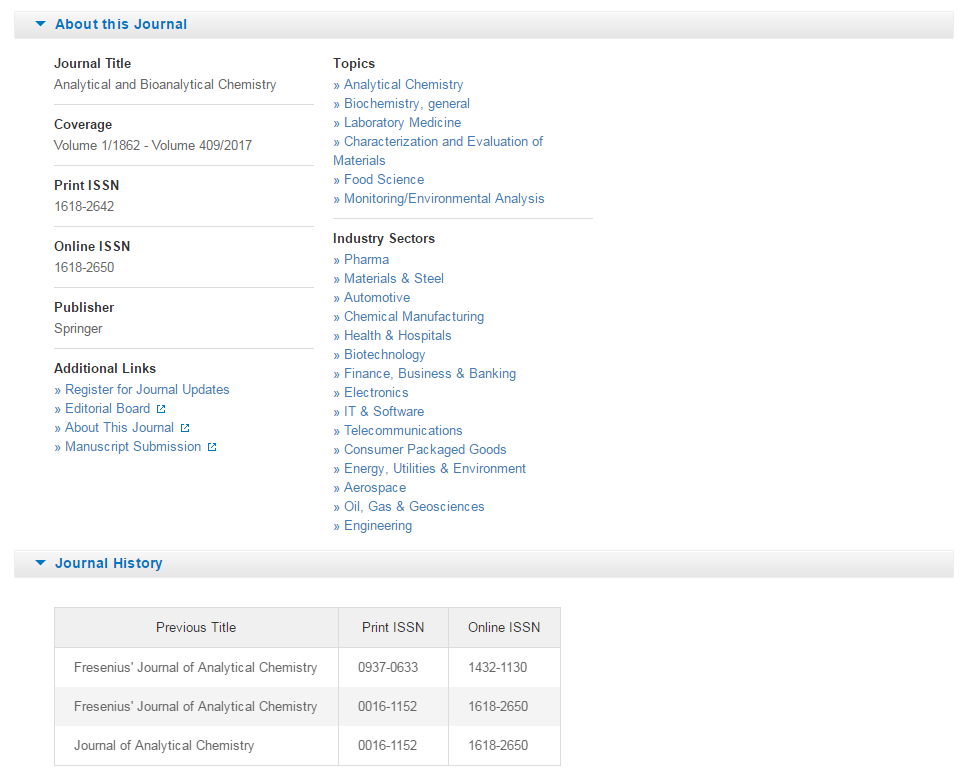 About this Journal
Journal Title
Analytical and Bioanalytical Chemistry
Coverage
Volume 1/1862 - Volume 409/2017
Print ISSN
1618-2642
Online ISSN
1618-2650
Publisher
Springer
Additional Links
» Register for Journal Updates
» Editorial Board
» About This Journal
» Manuscript Submission
Topics
» Analytical Chemistry
» Biochemistry, general
» Laboratory Medicine
» Characterization and Evaluation of
Materials
» Food Science
» Monitoring/Environmental Analysis
Industry Sectors
» Pharma
» Materials & Steel
» Automotive
» Chemical Manufacturing
» Health & Hospitals
» Biotechnology
» Finance, Business & Banking
» Electronics
» IT & Software
» Telecommunications
» Consumer Packaged Goods
» Energy, Utilities & Environment
» Aerospace
» Oil, Gas & Geosciences
» Engineering
Journal History
Previous Title Print ISSN Online ISSN
Fresenius' Journal of Analytical Chemistry 0937-0633 1432-1130
Fresenius' Journal of Analytical Chemistry 0016-1152 1618-2650
Journal of Analytical Chemistry 0016-1152 1618-2650